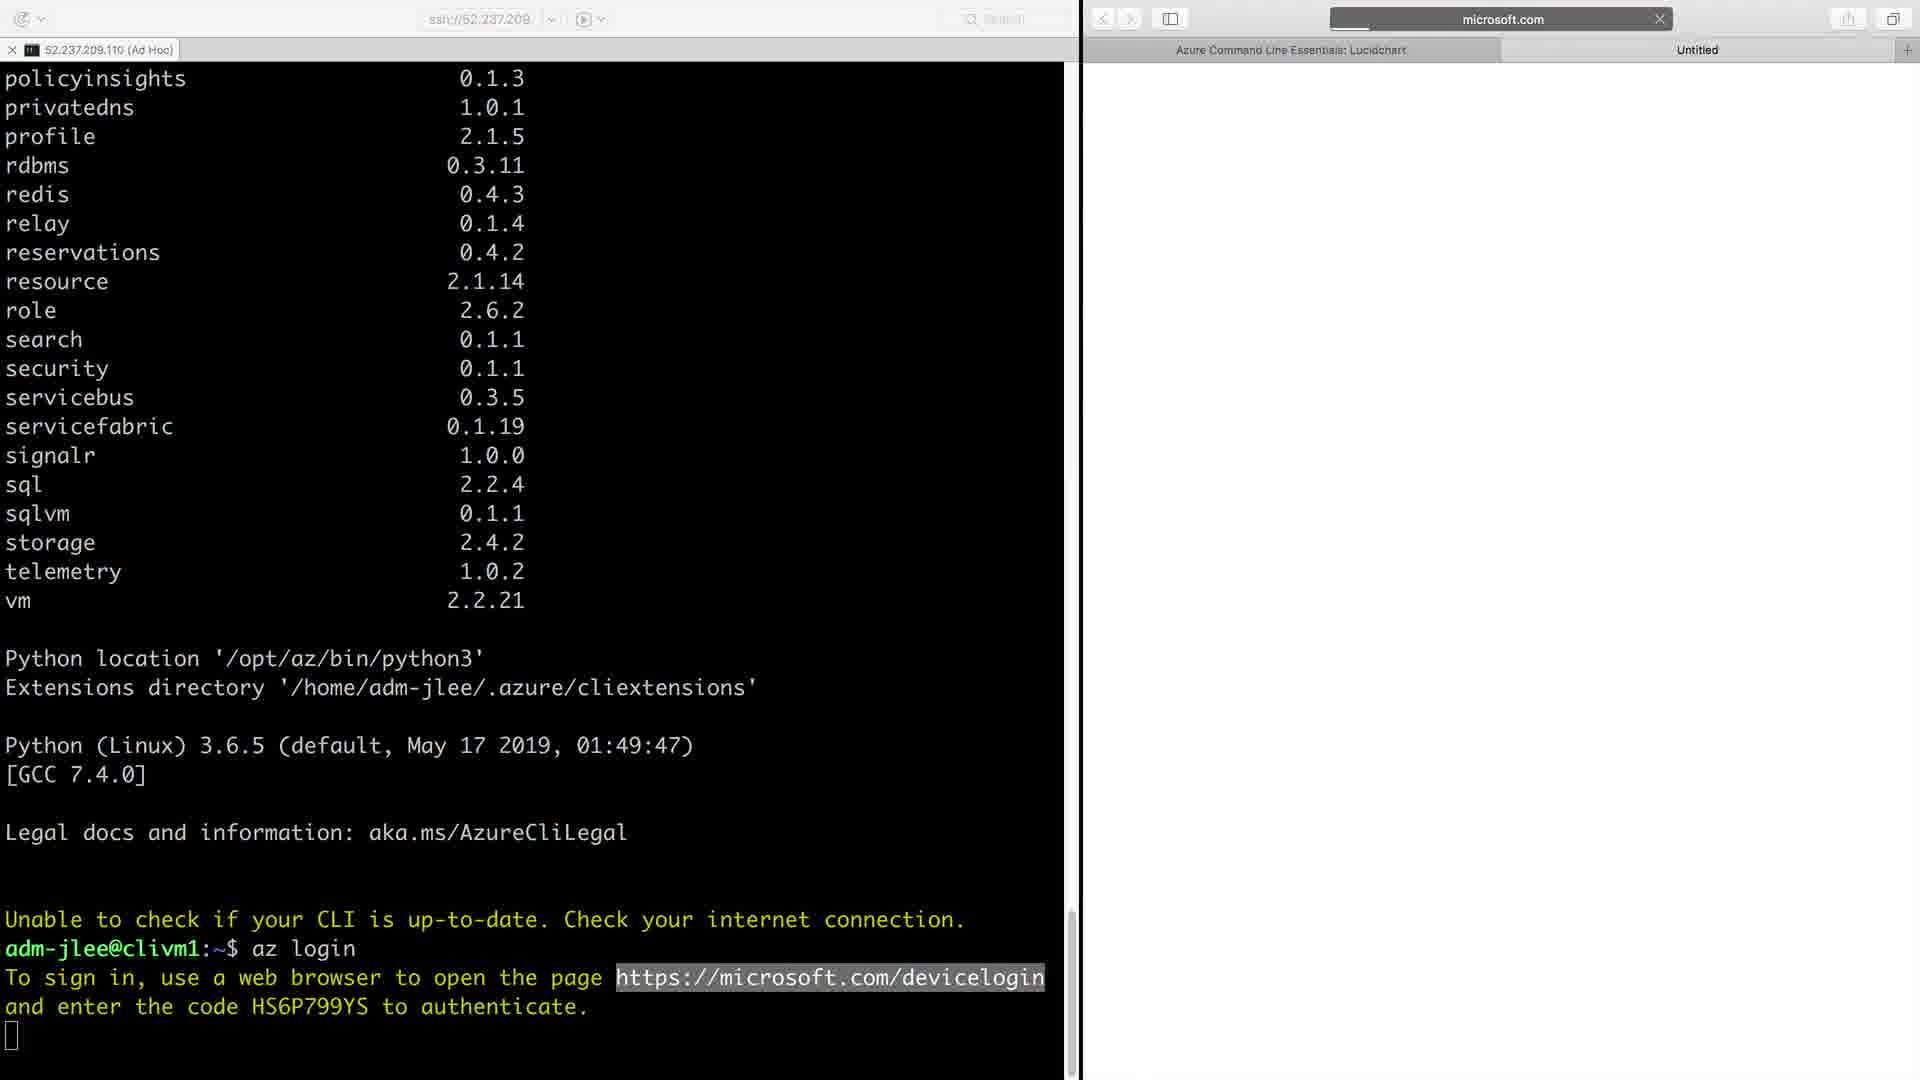 ssh://52.237.209.
Search
microsoft.com
52.237.209.110 (Ad Hoc)
Azure Command Line Essentials: Lucidchart
Untitled
policyinsights 0.1.3
privatedns 1.0.1
profile 2.1.5
rdbms 0.3.11
redis 0.4.3
relay 0.1.4
reservations 0.4.2
resource 2.1.14
role 2.6.2
search 0.1.1
security 0.1.1
servicebus 0.3.5
servicefabric 0.1.19
signalr 1.0.0
sql 2.2.4
sqlvm 0.1.1
storage 2.4.2
telemetry 1.0.2
vm 2.2.21
Python location '/opt/az/bin/python3'
Extensions directory '/home/adm-jlee/.azure/cliextensions'
Python (Linux) 3.6.5 (default, May 17 2019, 01:49:47)
[GCC 7.4.0]
Legal docs and information: aka.ms/AzureCliLegal
Unable to check if your CLI is up-to-date. Check your internet connection.
adm-jlee@clivm1:~$ az login
To sign in, use a web browser to open the page https://microsoft.com/devicelogin
and enter the code HS6P799YS to authenticate.